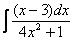 ∫ (x−3)dx / 4x² + 1